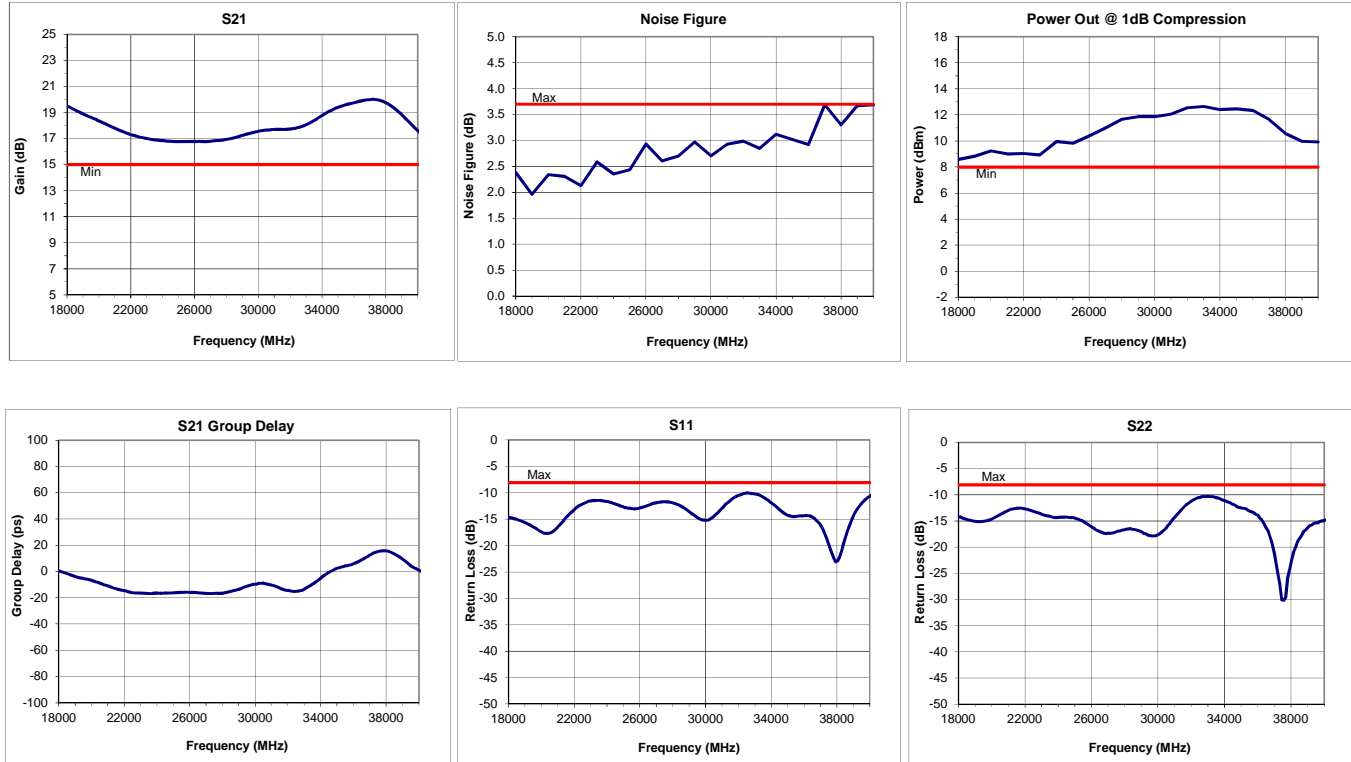 S21
25
23
21
19
17
15
13
11
9
7
5
Gain (dB)
Min
18000 22000 26000 30000 34000 38000
Frequency (MHz)
Noise Figure
5.0
4.5
4.0
3.5
3.0
2.5
2.0
1.5
1.0
0.5
0.0
Noise Figure (dB)
Max
18000 22000 26000 30000 34000 38000
Frequency (MHz)
Power Out @ 1dB Compression
18
16
14
12
10
8
6
4
2
0
-2
Power (dBm)
Min
18000 22000 26000 30000 34000 38000
Frequency (MHz)
S21 Group Delay
100
80
60
40
20
0
-20
-40
-60
-80
-100
Group Delay (ps)
18000 22000 26000 30000 34000 38000
Frequency (MHz)
S11
0
-5
-10
-15
-20
-25
-30
-35
-40
-45
-50
Return Loss (dB)
Max
18000 22000 26000 30000 34000 38000
Frequency (MHz)
S22
0
-5
-10
-15
-20
-25
-30
-35
-40
-45
-50
Return Loss (dB)
Max
18000 22000 26000 30000 34000 38000
Frequency (MHz)